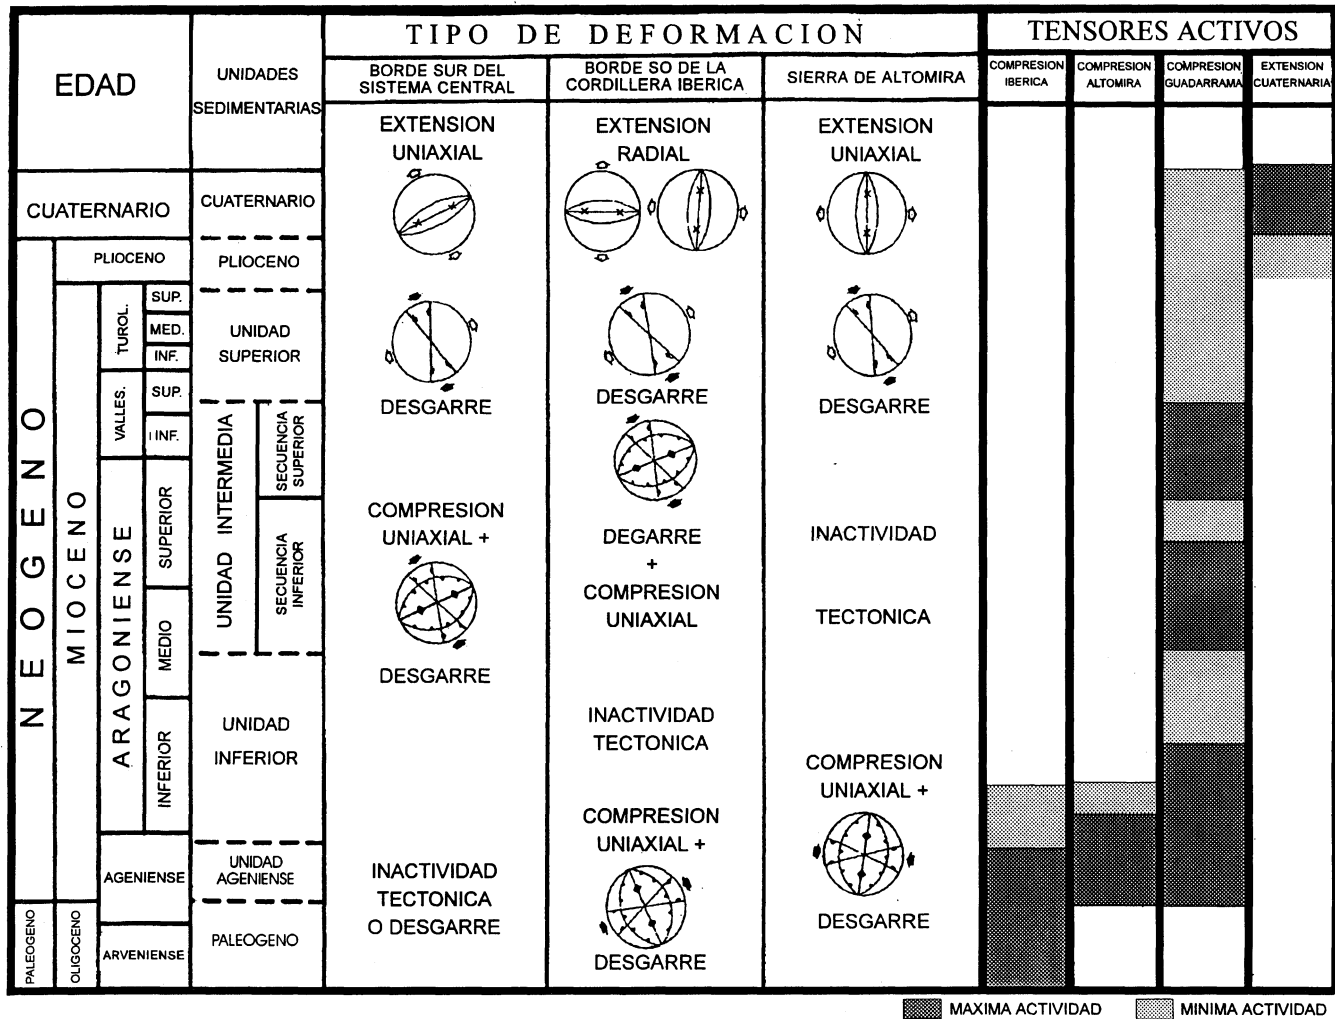 TIPO DE DEFORMACION
TENSORES ACTIVOS
EDAD
UNIDADES
SEDIMENTARIAS
BORDE SUR DEL
SISTEMA CENTRAL
BORDE SO DE LA
CORDILLERA IBERICA
SIERRA DE ALTOMIRA
COMPRESION
IBERICA
COMPRESION
ALTOMIRA
COMPRESION
GUADARRAMA
EXTENSION
CUATERNARIA
CUATERNARIO
NEOGENO
PLIOCENO
MIOCENO
TUROL.
SUP.
MED.
INF.
VALLES.
SUP.
INF.
ARAGONIENSE
SUPERIOR
MEDIO
INFERIOR
AGENIENSE
PALEOGENO
OLIGOCENO
ARVENIENSE
CUATERNARIO
PLIOCENO
UNIDAD
SUPERIOR
UNIDAD INTERMEDIA
SECUENCIA
SUPERIOR
SECUENCIA
INFERIOR
UNIDAD
INFERIOR
UNIDAD
AGENIENSE
PALEOGENO
EXTENSION
UNIAXIAL
DESGARRE
COMPRESION
UNIAXIAL +
DESGARRE
INACTIVIDAD
TECTONICA
O DESGARRE
EXTENSION
RADIAL
DESGARRE
DEGARRE
+
COMPRESION
UNIAXIAL
INACTIVIDAD
TECTONICA
COMPRESION
UNIAXIAL +
DESGARRE
EXTENSION
UNIAXIAL
DESGARRE
INACTIVIDAD
TECTONICA
COMPRESION
UNIAXIAL +
DESGARRE
MAXIMA ACTIVIDAD
MINIMA ACTIVIDAD